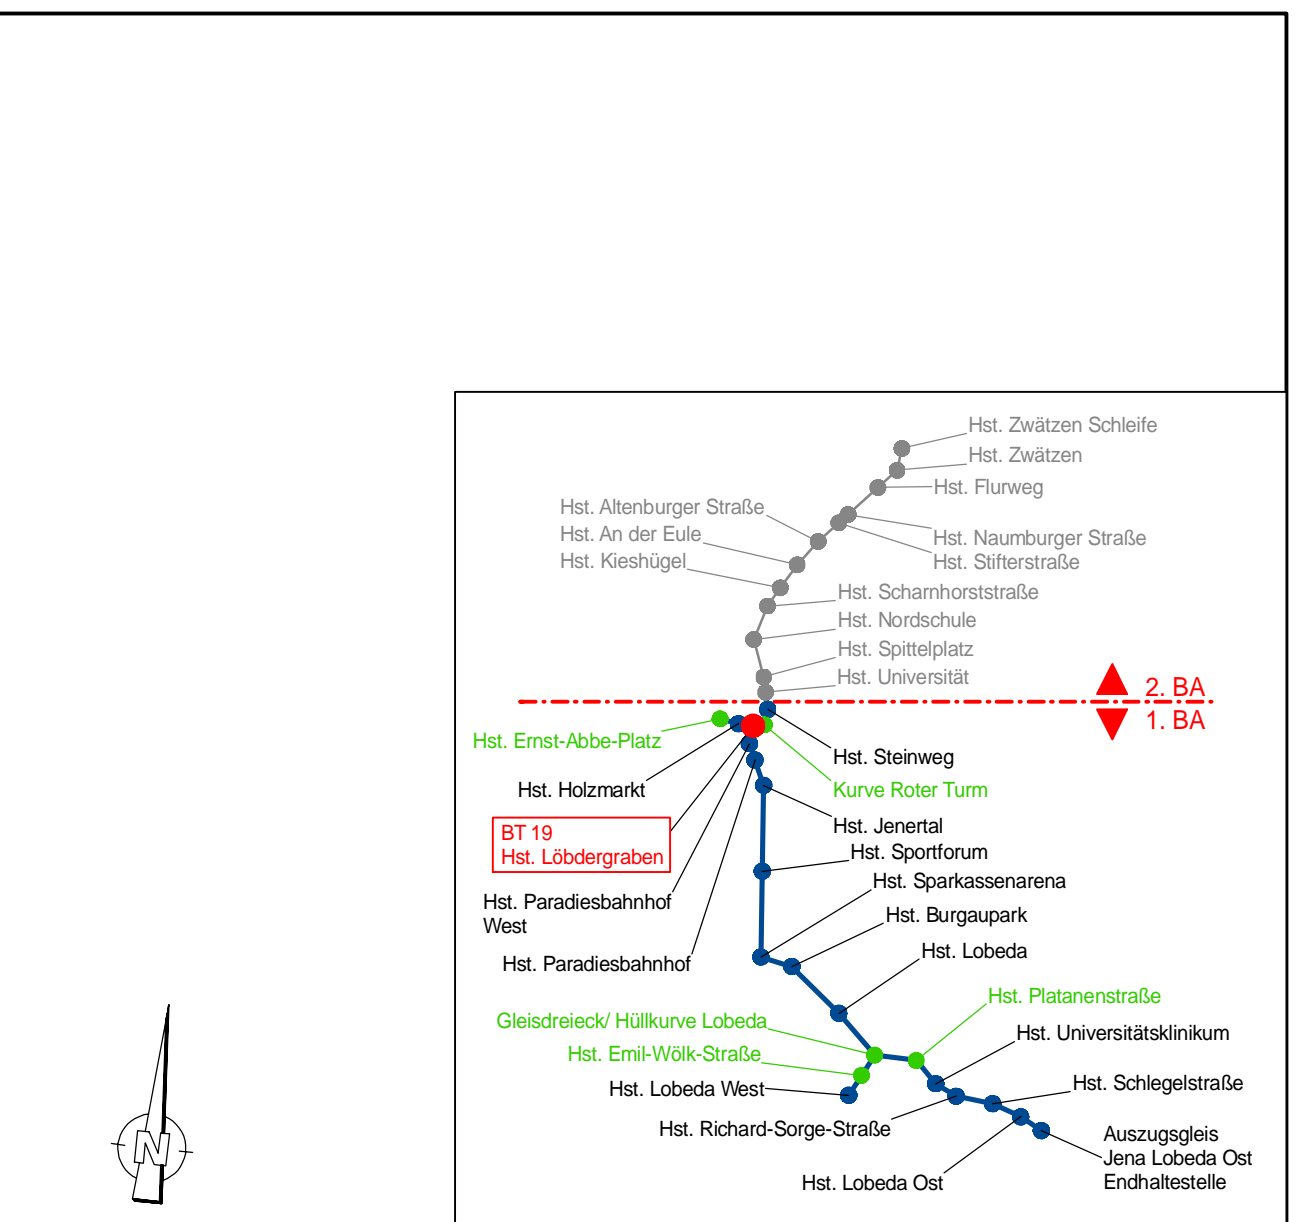 Hst. Zwätzen Schleife
Hst. Zwätzen
Hst. Flurweg
Hst. Altenburger Straße
Hst. An der Eule
Hst. Kieshügel
Hst. Naumburger Straße
Hst. Stifterstraße
Hst. Scharnhorststraße
Hst. Nordschule
Hst. Spittelplatz
Hst. Universität
2. BA
1. BA
Hst. Ernst-Abbe-Platz
Hst. Steinweg
Hst. Holzmarkt
Kurve Roter Turm
BT 19
Hst. Löbdergraben
Hst. Jenertal
Hst. Sportforum
Hst. Sparkassenarena
Hst. Paradiesbahnhof
West
Hst. Burgaupark
Hst. Paradiesbahnhof
Hst. Lobeda
Hst. Platanenstraße
Gleisdreieck/ Hüllkurve Lobeda
Hst. Universitätsklinikum
Hst. Emil-Wölk-Straße
Hst. Lobeda West
Hst. Schlegelstraße
Hst. Richard-Sorge-Straße
Auszugsgleis
Jena Lobeda Ost
Endhaltestelle
Hst. Lobeda Ost
N